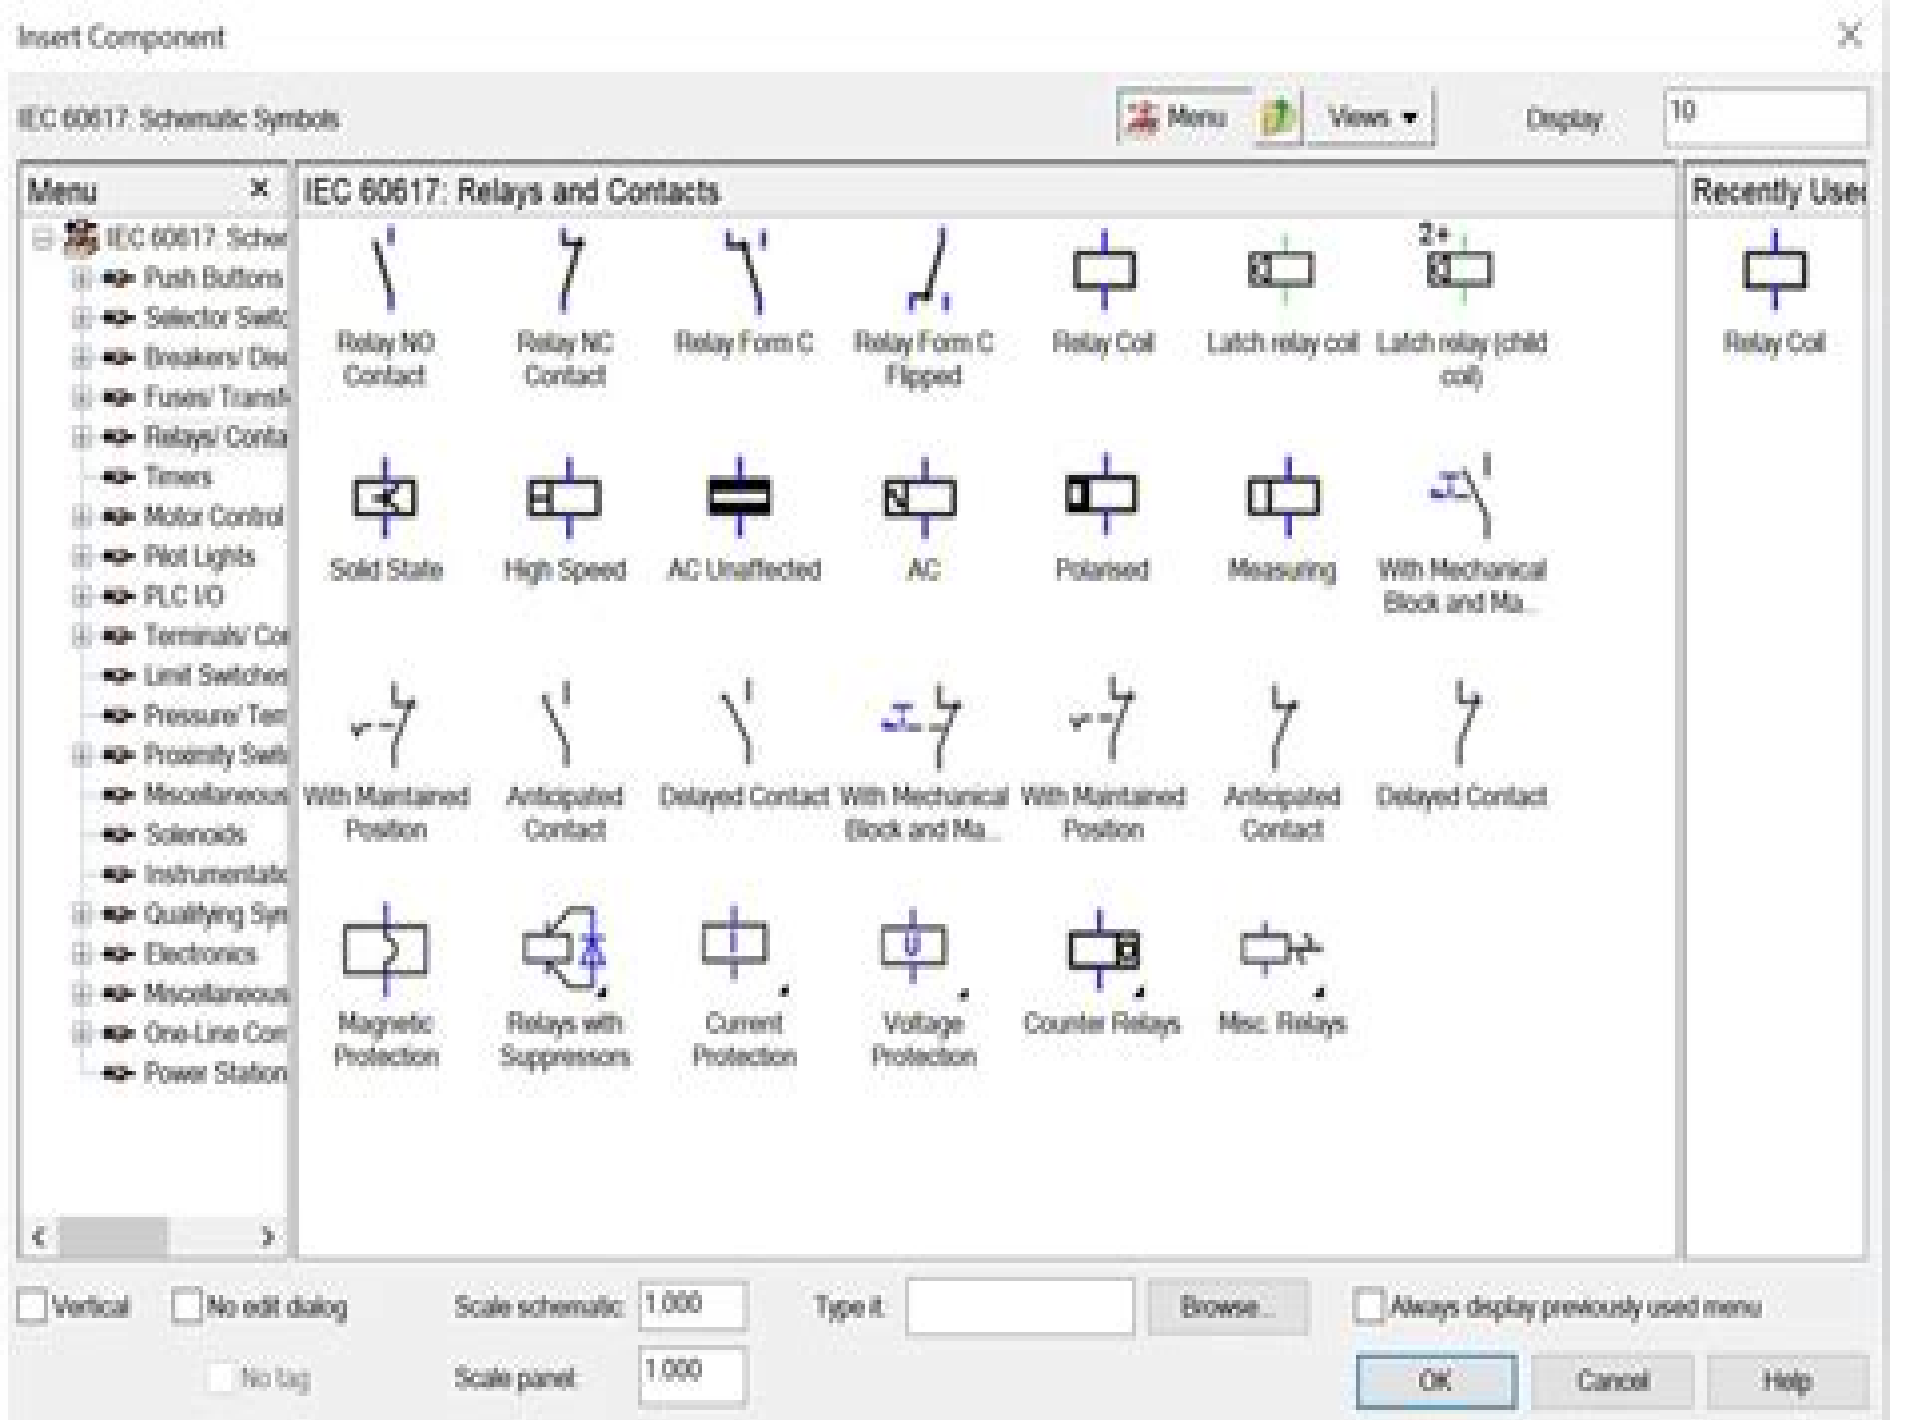 Insert Component
IEC 60617: Schematic Symbols
Menu
Views
Display
10
Menu
IEC 60617: Relays and Contacts
Recently Used
IEC 60617: Schem
Push Buttons
Selector Switc
Breakers/ Disc
Fuses/ Transf
Relays/ Conta
Timers
Motor Control
Pilot Lights
PLC I/O
Terminals/ Con
Limit Switches
Pressure/ Tem
Proximity Switc
Miscellaneous
Solenoids
Instrumentatio
Qualifying Sym
Electronics
Miscellaneous
One-Line Com
Power Station
Relay NO
Contact
Relay NC
Contact
Relay Form C
Relay Form C
Flipped
Relay Coil
Latch relay coil
2+
Latch relay (child
coil)
Relay Coil
Solid State
High Speed
AC Unaffected
AC
Polarised
Measuring
With Mechanical
Block and Ma...
With Maintained
Position
Anticipated
Contact
Delayed Contact
With Mechanical
Block and Ma...
With Maintained
Position
Anticipated
Contact
Delayed Contact
Magnetic
Protection
Relays with
Suppressors
I
Current
Protection
U
Voltage
Protection
Counter Relays
Misc. Relays
Vertical
No edit dialog
Scale schematic:
1.000
Type it:
Browse...
Always display previously used menu
No tag
Scale panel:
1.000
OK
Cancel
Help